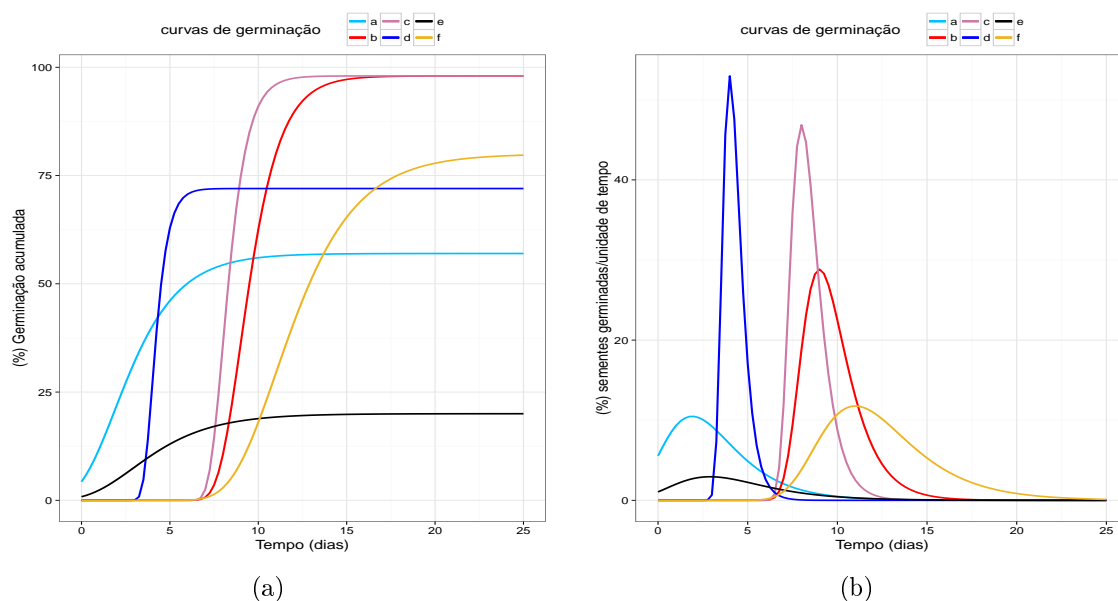 curvas de germinação
a c e
b d f
(%) Germinação acumulada
100
75
50
25
0
0 5 10 15 20 25
Tempo (dias)
(a)
curvas de germinação
a c e
b d f
(%) sementes germinadas/unidade de tempo
40
20
0
0 5 10 15 20 25
Tempo (dias)
(b)